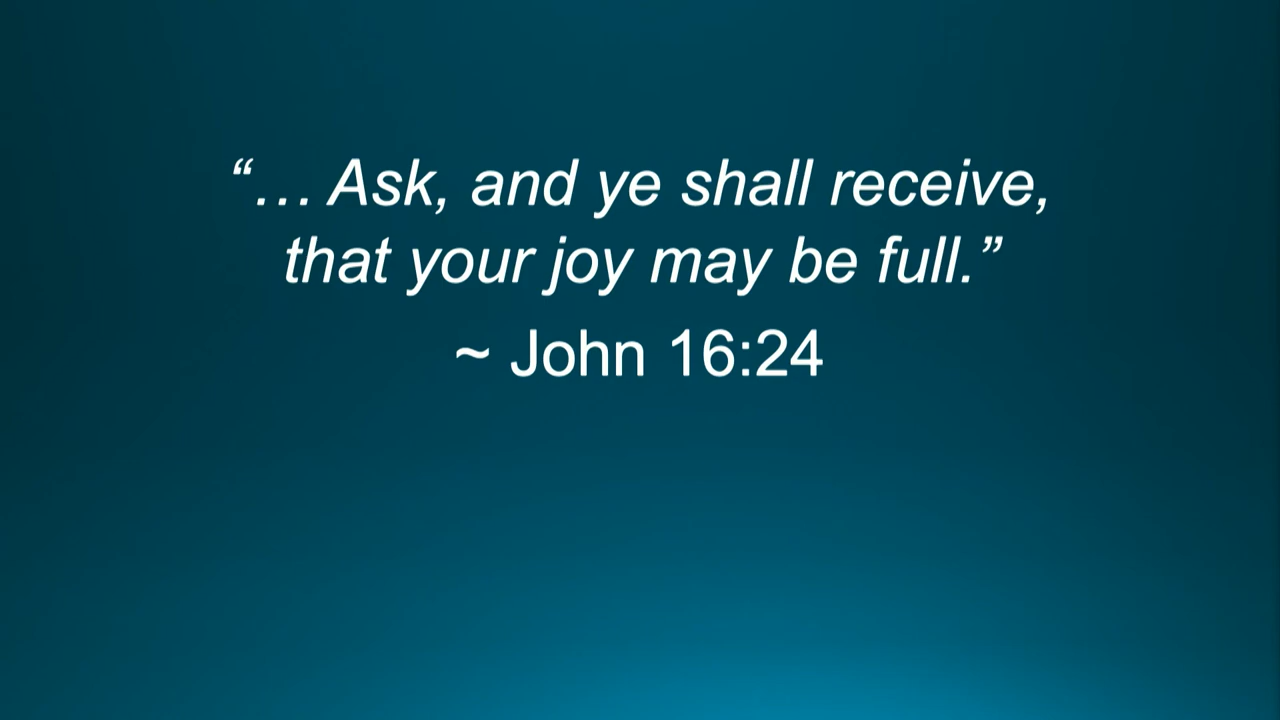 “… Ask, and ye shall receive,
that your joy may be full.”
~ John 16:24